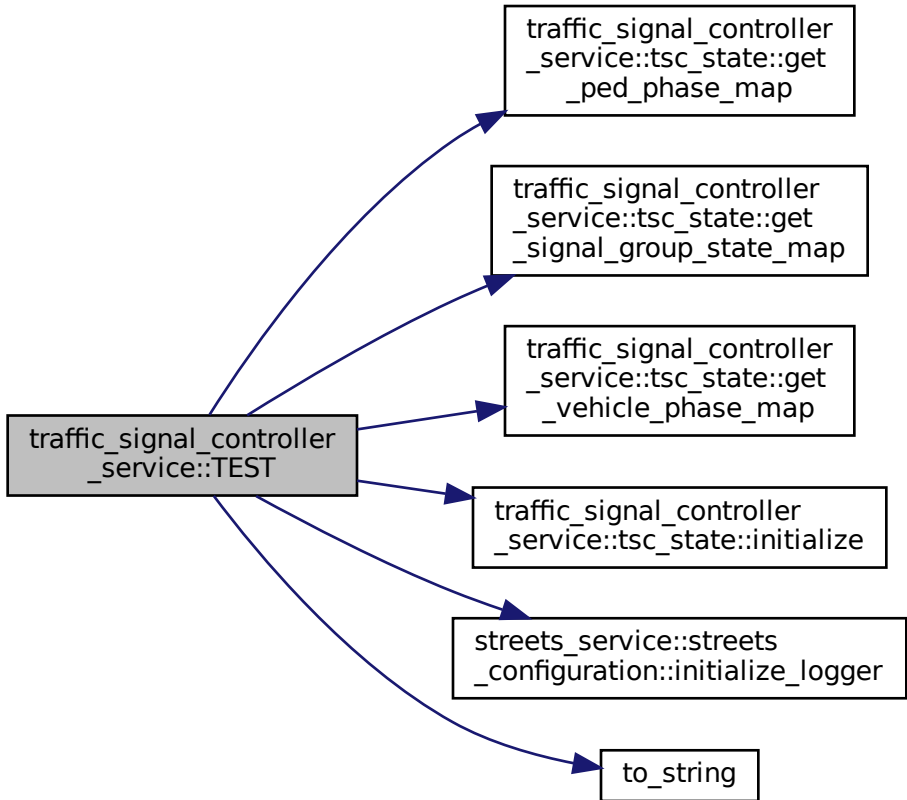 traffic_signal_controller
_service::tsc_state::get
_ped_phase_map
traffic_signal_controller
_service::tsc_state::get
_signal_group_state_map
traffic_signal_controller
_service::tsc_state::get
_vehicle_phase_map
traffic_signal_controller
_service::TEST
traffic_signal_controller
_service::tsc_state::initialize
streets_service::streets
_configuration::initialize_logger
to_string